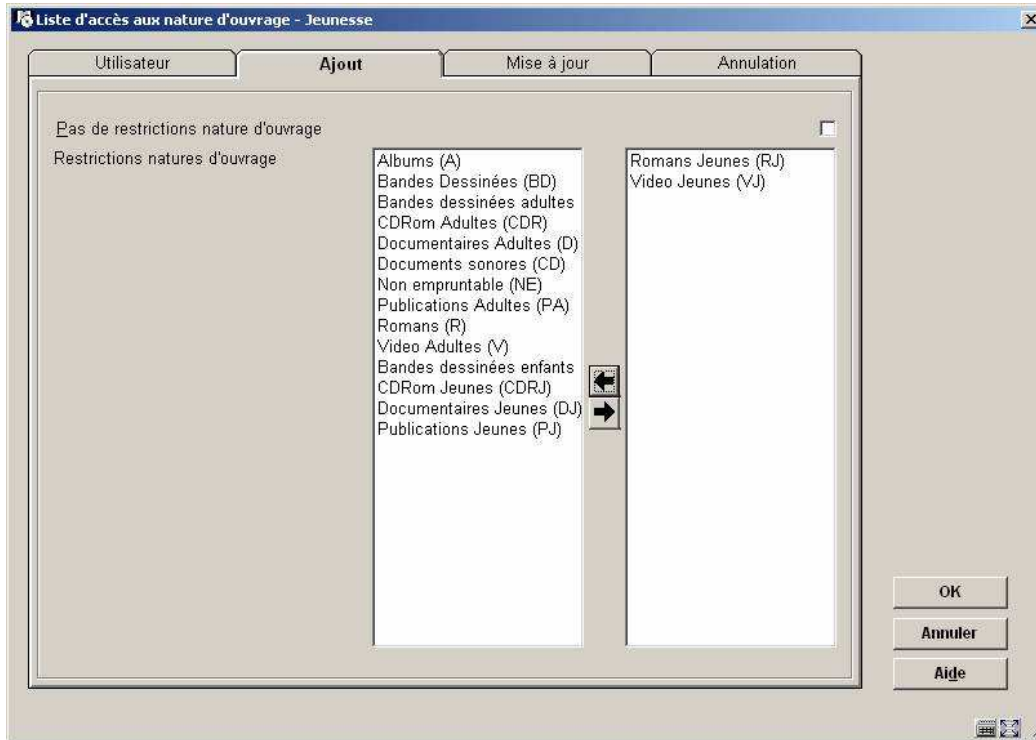 Liste d'accès aux nature d'ouvrage - Jeunesse
Utilisateur
Ajout
Mise à jour
Annulation
Pas de restrictions nature d'ouvrage
Restrictions natures d'ouvrage
Albums (A)
Bandes Dessinées (BD)
Bandes dessinées adultes
CDRom Adultes (CDR)
Documentaires Adultes (D)
Documents sonores (CD)
Non empruntable (NE)
Publications Adultes (PA)
Romans (R)
Video Adultes (V)
Bandes dessinées enfants
CDRom Jeunes (CDRJ)
Documentaires Jeunes (DJ)
Publications Jeunes (PJ)
Romans Jeunes (RJ)
Video Jeunes (VJ)
OK
Annuler
Aide